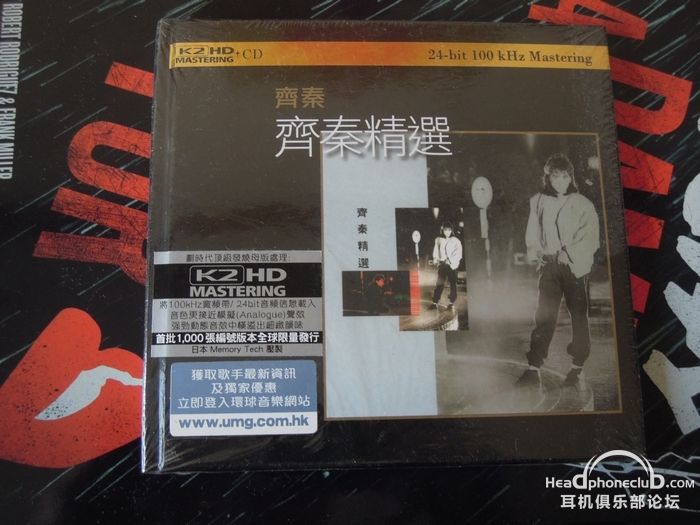 ROBERT RODRIGUEZ & FRANK MILLER
K2 HD
MASTERING
+CD
24-bit 100 kHz Mastering
齊秦
齊秦精選
齊秦精選
劃時代頂級發燒母版處理:
K2 HD
MASTERING
將100kHz寬頻帶/24bit音頻信息載入
音色更接近模擬(Analogue)聲效
強勁動態音效中橫溢出細緻韻味
首批1,000張編號版本全球限量發行
日本 Memory Tech 壓製
獲取歌手最新資訊
及獨家優惠
立即登入環球音樂網站
www.umg.com.hk
Headphoneclub.com
耳机俱乐部论坛